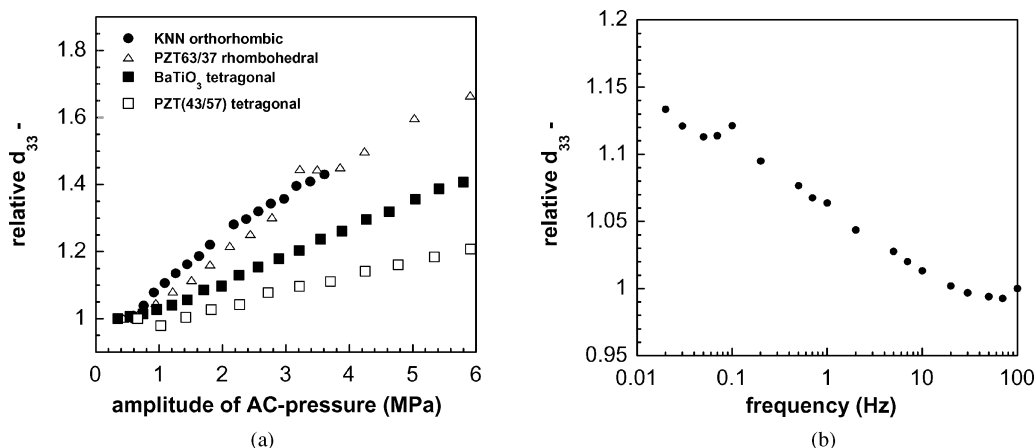 1.8
1.6
1.4
1.2
1
relative d33 -
KNN orthorhombic
PZT63/37 rhombohedral
BaTiO3 tetragonal
PZT(43/57) tetragonal
0 1 2 3 4 5 6
amplitude of AC-pressure (MPa)
(a)
1.2
1.15
1.1
1.05
1
0.95
relative d33 -
0.01 0.1 1 10 100
frequency (Hz)
(b)